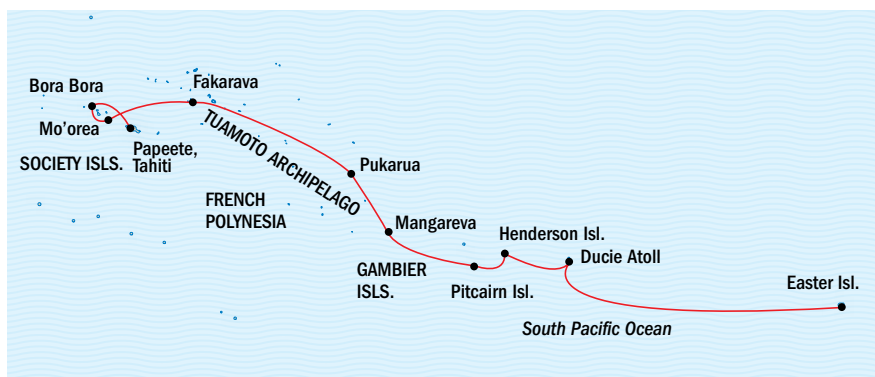 Bora Bora
Fakarava
Mo'orea
Papeete,
Tahiti
SOCIETY ISLS.
TUAMOTO ARCHIPELAGO
Pukarua
FRENCH
POLYNESIA
Mangareva
Henderson Isl.
Ducie Atoll
GAMBIER
ISLS.
Pitcairn Isl.
Easter Isl.
South Pacific Ocean